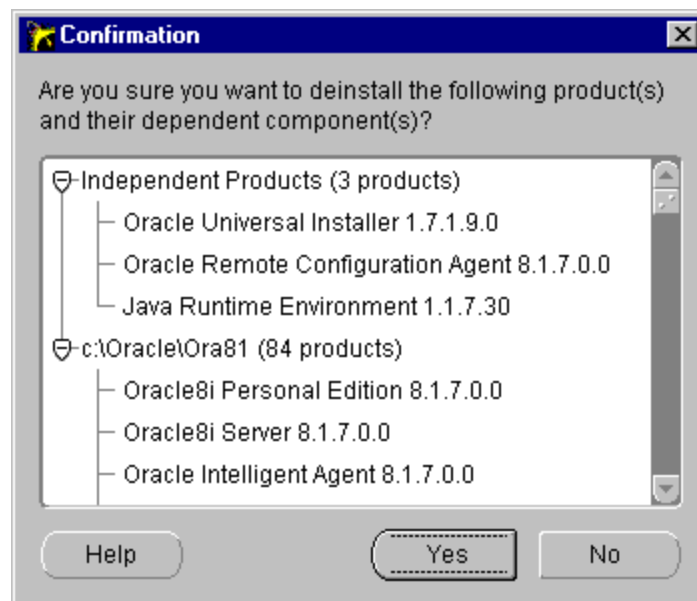 Confirmation
Are you sure you want to deinstall the following product(s)
and their dependent component(s)?
Independent Products (3 products)
Oracle Universal Installer 1.7.1.9.0
Oracle Remote Configuration Agent 8.1.7.0.0
Java Runtime Environment 1.1.7.30
c:\Oracle\Ora81 (84 products)
Oracle8i Personal Edition 8.1.7.0.0
Oracle8i Server 8.1.7.0.0
Oracle Intelligent Agent 8.1.7.0.0
Help Yes No